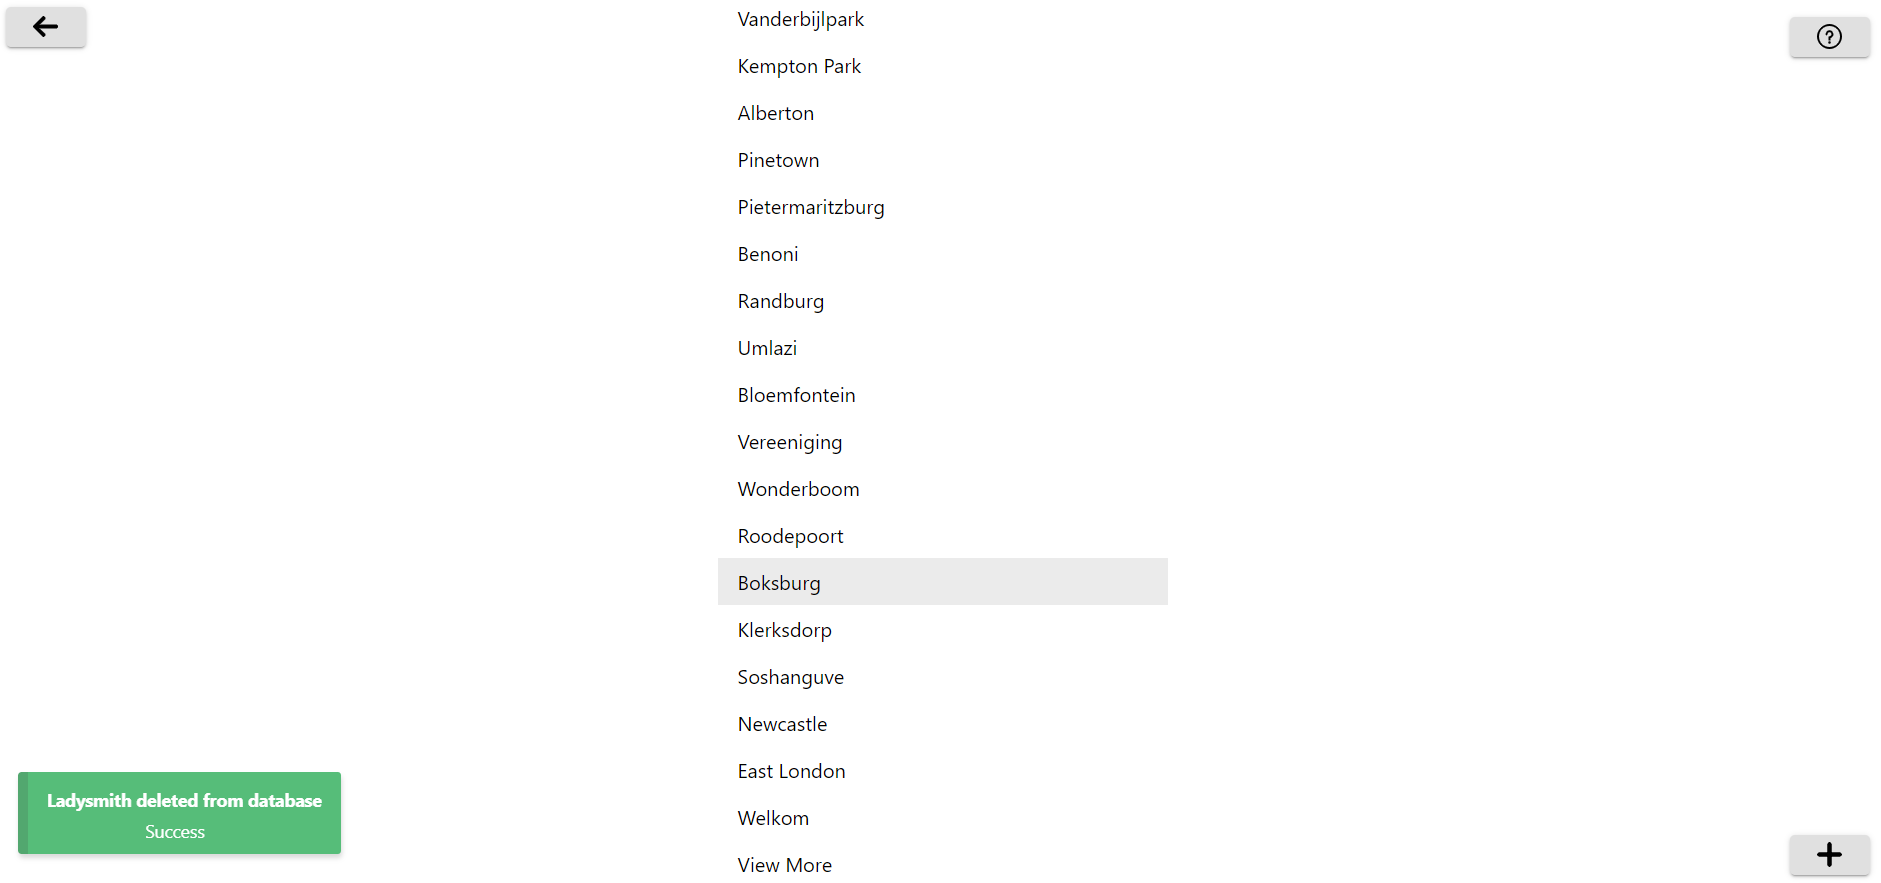 Vanderbijlpark
Kempton Park
Alberton
Pinetown
Pietermaritzburg
Benoni
Randburg
Umlazi
Bloemfontein
Vereeniging
Wonderboom
Roodepoort
Boksburg
Klerksdorp
Soshanguve
Newcastle
East London
Welkom
View More
Ladysmith deleted from database
Success